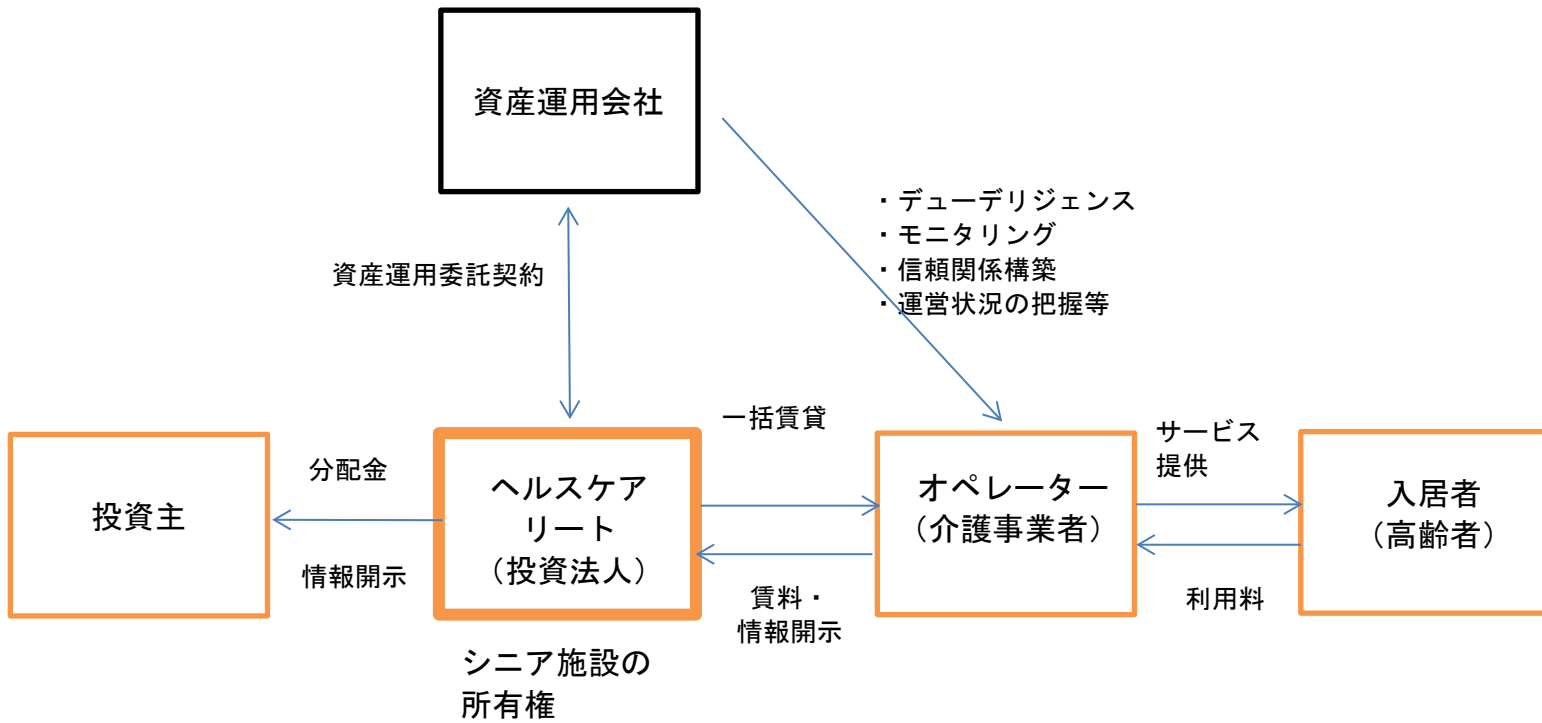 資産運用会社
・デューデリジェンス
・モニタリング
・信頼関係構築
・運営状況の把握等
資産運用委託契約
一括賃貸
サービス
提供
分配金
投資主
ヘルスケア
リート
（投資法人）
オペレーター
（介護事業者）
入居者
（高齢者）
情報開示
賃料・
情報開示
利用料
シニア施設の
所有権